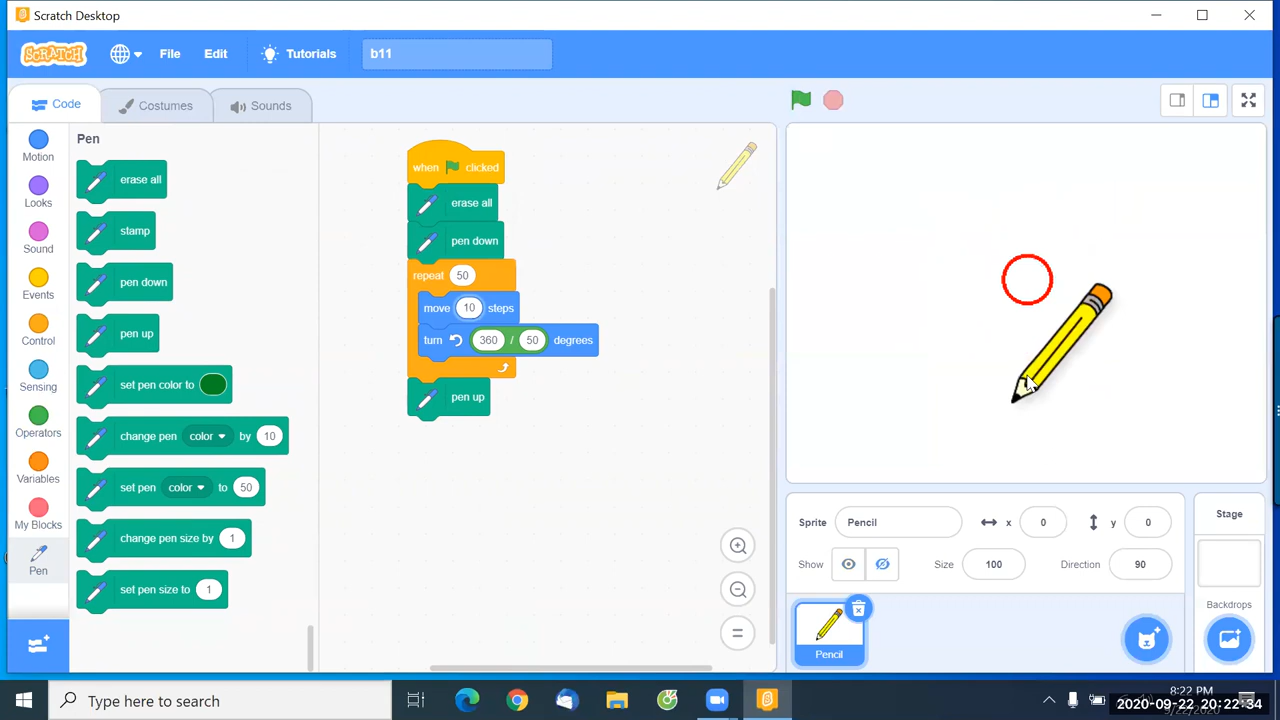 Scratch Desktop
SCRATCH
File
Edit
Tutorials
b11
Code
Costumes
Sounds
Motion
Looks
Sound
Events
Control
Sensing
Operators
Variables
My Blocks
Pen
Pen
erase all
stamp
pen down
pen up
set pen color to
change pen color by 10
set pen color to 50
change pen size by 1
set pen size to 1
when clicked
erase all
pen down
repeat 50
move 10 steps
turn 360 / 50 degrees
pen up
Sprite Pencil x 0 y 0
Show Size 100 Direction 90
Pencil
Stage
Backdrops
Type here to search
8:22 PM
2020-09-22 20:22:34